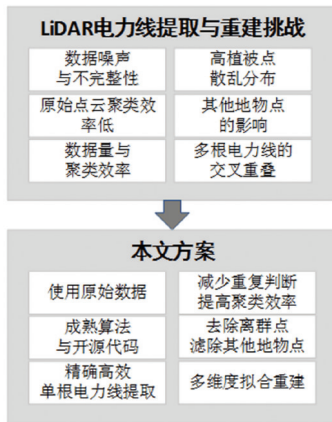 LiDAR电力线提取与重建挑战
数据噪声
与不完整性
高植被点
散乱分布
原始点云聚类效
率低
其他地物点
的影响
数据量与
聚类效率
多根电力线的
交叉重叠
本文方案
使用原始数据
减少重复判断
提高聚类效率
成熟算法
与开源代码
去除离群点
滤除其他地物点
精确高效
单根电力线提取
多维度拟合重建